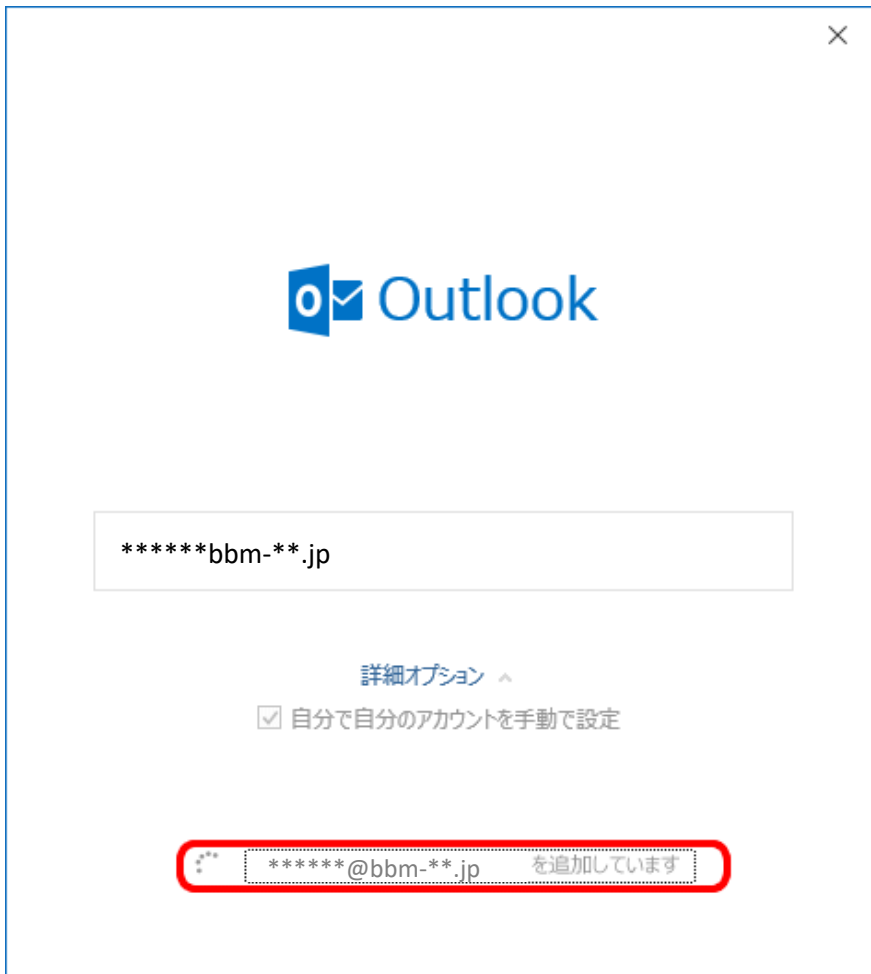 Outlook
******bbm-**.jp
詳細オプション
自分で自分のアカウントを手動で設定
******@bbm-**.jp を追加しています